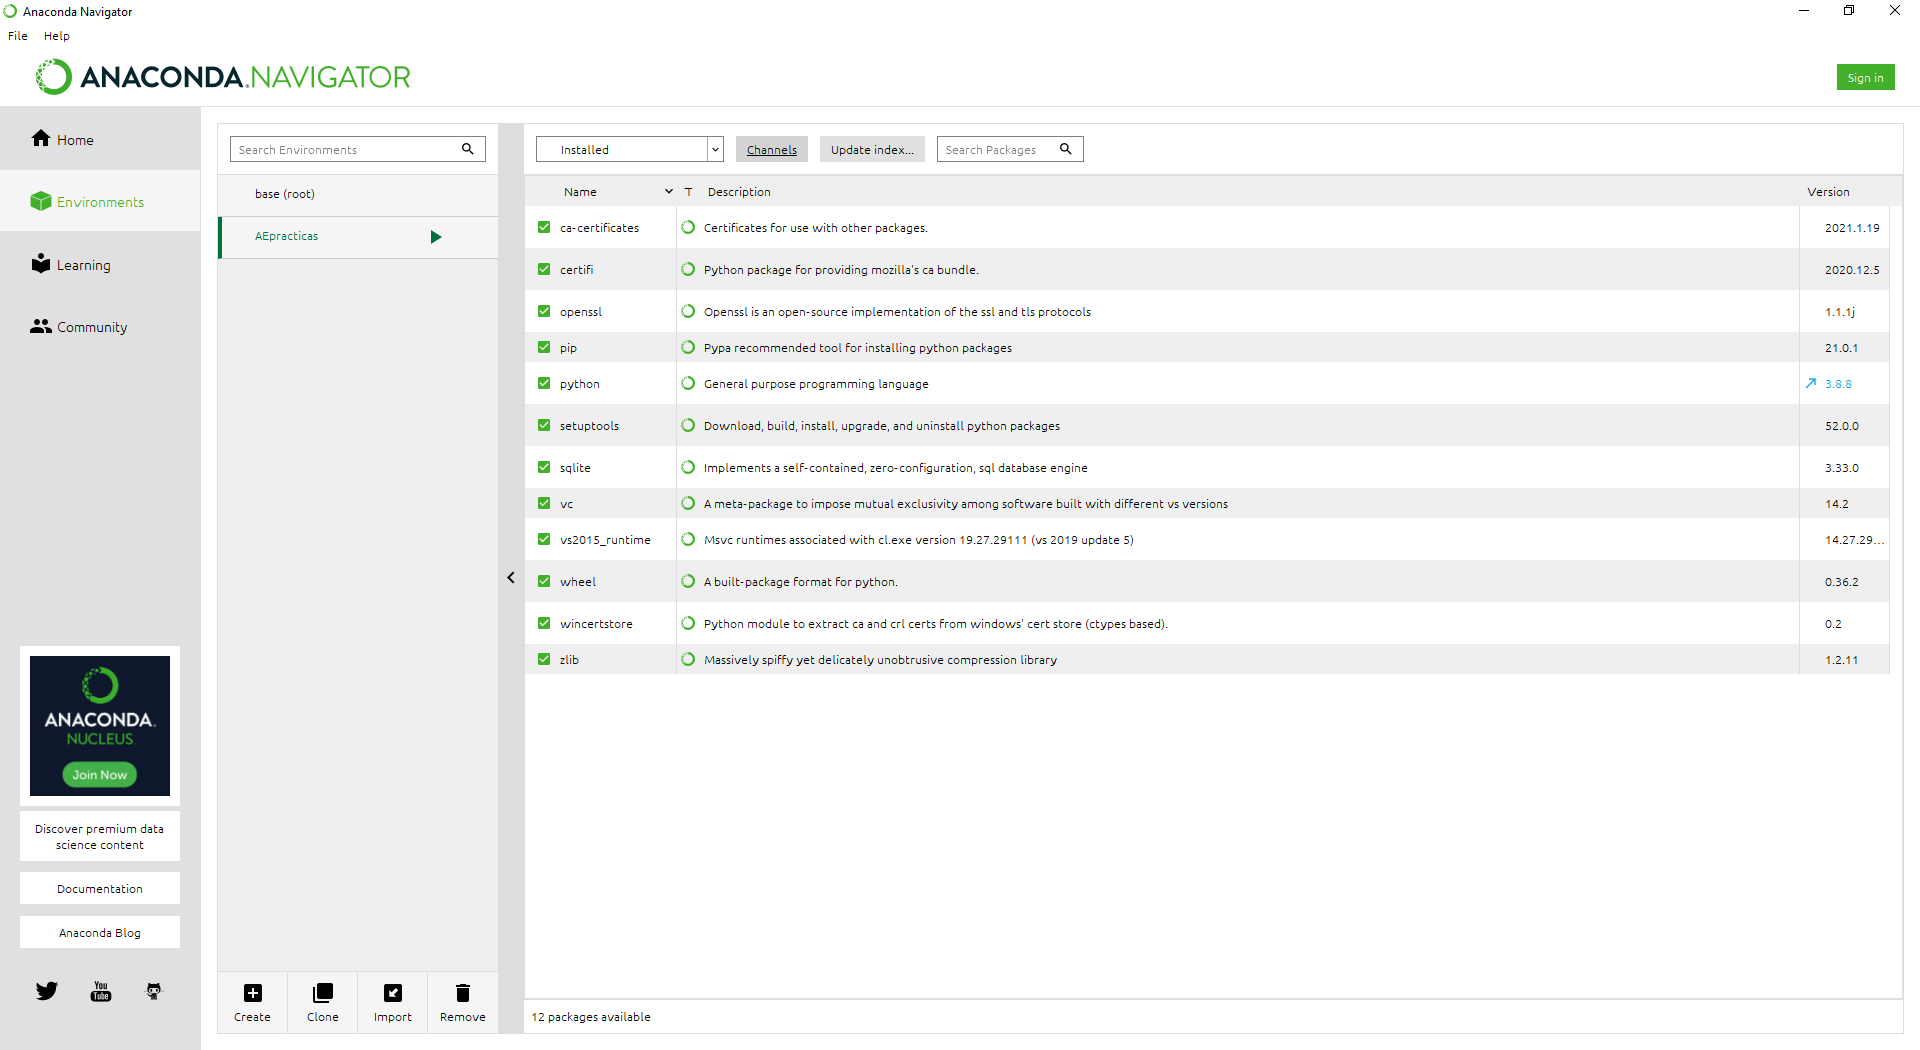 Anaconda Navigator
File Help
ANACONDA.NAVIGATOR
Sign in
Home
Environments
Learning
Community
ANACONDA.
NUCLEUS
Join Now
Discover premium data
science content
Documentation
Anaconda Blog
You
Tube
Search Environments
base (root)
AEpracticas
Create Clone Import Remove
Installed Channels Update index... Search Packages
Name T Description Version
ca-certificates Certificates for use with other packages. 2021.1.19
certifi Python package for providing mozilla's ca bundle. 2020.12.5
openssl Openssl is an open-source implementation of the ssl and tls protocols 1.1.1j
pip Pypa recommended tool for installing python packages 21.0.1
python General purpose programming language 3.8.8
setuptools Download, build, install, upgrade, and uninstall python packages 52.0.0
sqlite Implements a self-contained, zero-configuration, sql database engine 3.33.0
vc A meta-package to impose mutual exclusivity among software built with different vs versions 14.2
vs2015_runtime Msvc runtimes associated with cl.exe version 19.27.29111 (vs 2019 update 5) 14.27.29...
wheel A built-package format for python. 0.36.2
wincertstore Python module to extract ca and crl certs from windows' cert store (ctypes based). 0.2
zlib Massively spiffy yet delicately unobtrusive compression library 1.2.11
12 packages available